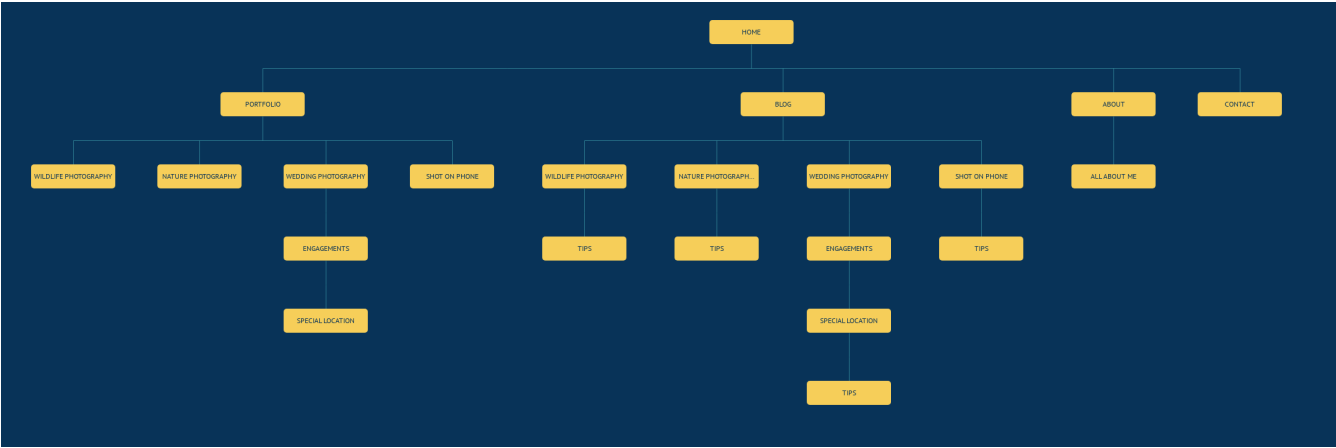 HOME
PORTFOLIO
BLOG
ABOUT
CONTACT
WILDLIFE PHOTOGRAPHY
NATURE PHOTOGRAPHY
WEDDING PHOTOGRAPHY
SHOT ON PHONE
WILDLIFE PHOTOGRAPHY
NATURE PHOTOGRAPH...
WEDDING PHOTOGRAPHY
SHOT ON PHONE
ALL ABOUT ME
ENGAGEMENTS
TIPS
TIPS
ENGAGEMENTS
TIPS
SPECIAL LOCATION
SPECIAL LOCATION
TIPS